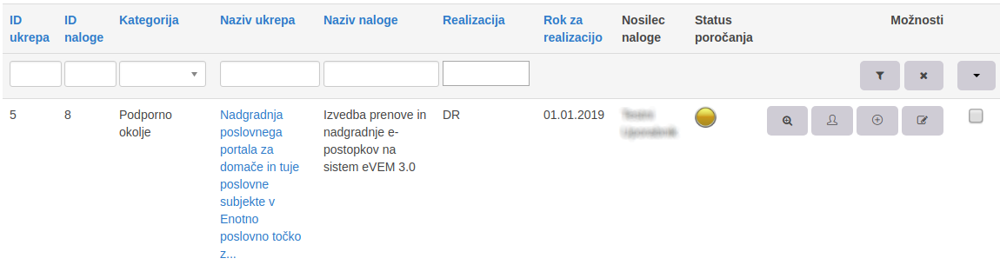 ID ukrepa
ID naloge
Kategorija
Naziv ukrepa
Naziv naloge
Realizacija
Rok za realizacijo
Nosilec naloge
Status poročanja
Možnosti
5
8
Podporno
okolje
Nadgradnja
poslovnega
portala za
domače in tuje
poslovne
subjekte v
Enotno
poslovno točko
z...
Izvedba prenove in
nadgradnje e-
postopkov na
sistem eVEM 3.0
DR
01.01.2019